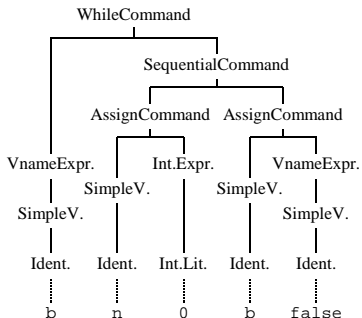 WhileCommand
SequentialCommand
AssignCommand AssignCommand
VnameExpr. Int.Expr. VnameExpr.
SimpleV. SimpleV.
SimpleV. SimpleV.
Ident. Ident. Int.Lit. Ident. Ident.
b n 0 b false